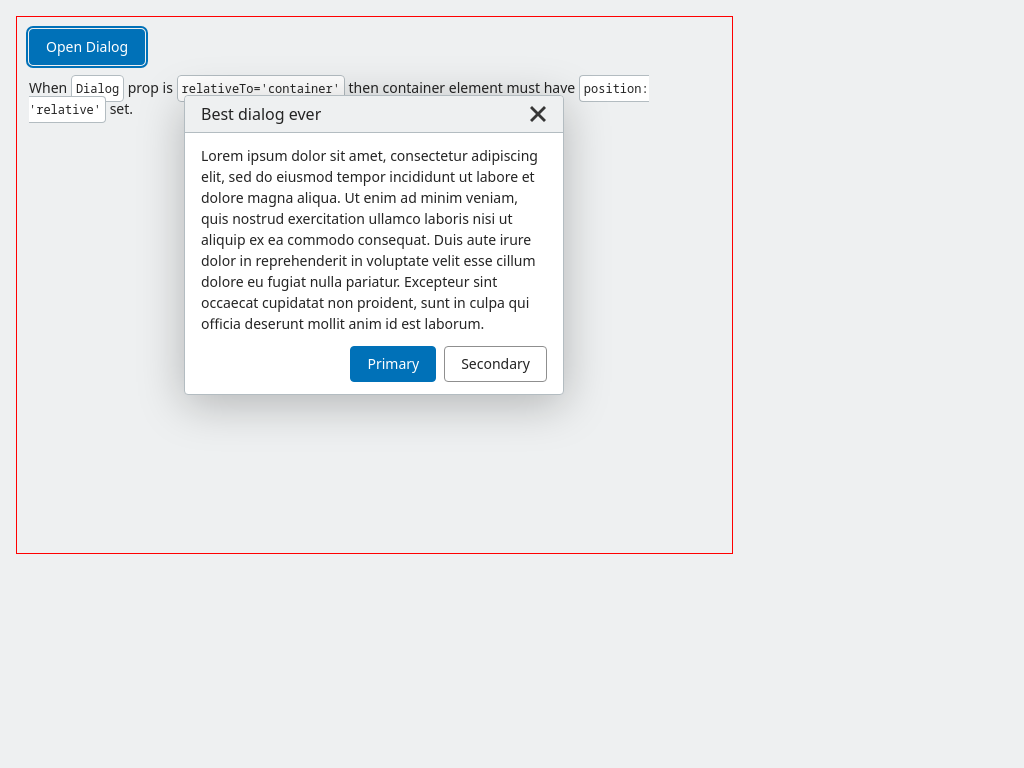 Open Dialog
When Dialog prop is relativeTo='container' then container element must have position:
'relative' set.
Best dialog ever
Lorem ipsum dolor sit amet, consectetur adipiscing
elit, sed do eiusmod tempor incididunt ut labore et
dolore magna aliqua. Ut enim ad minim veniam,
quis nostrud exercitation ullamco laboris nisi ut
aliquip ex ea commodo consequat. Duis aute irure
dolor in reprehenderit in voluptate velit esse cillum
dolore eu fugiat nulla pariatur. Excepteur sint
occaecat cupidatat non proident, sunt in culpa qui
officia deserunt mollit anim id est laborum.
Primary Secondary